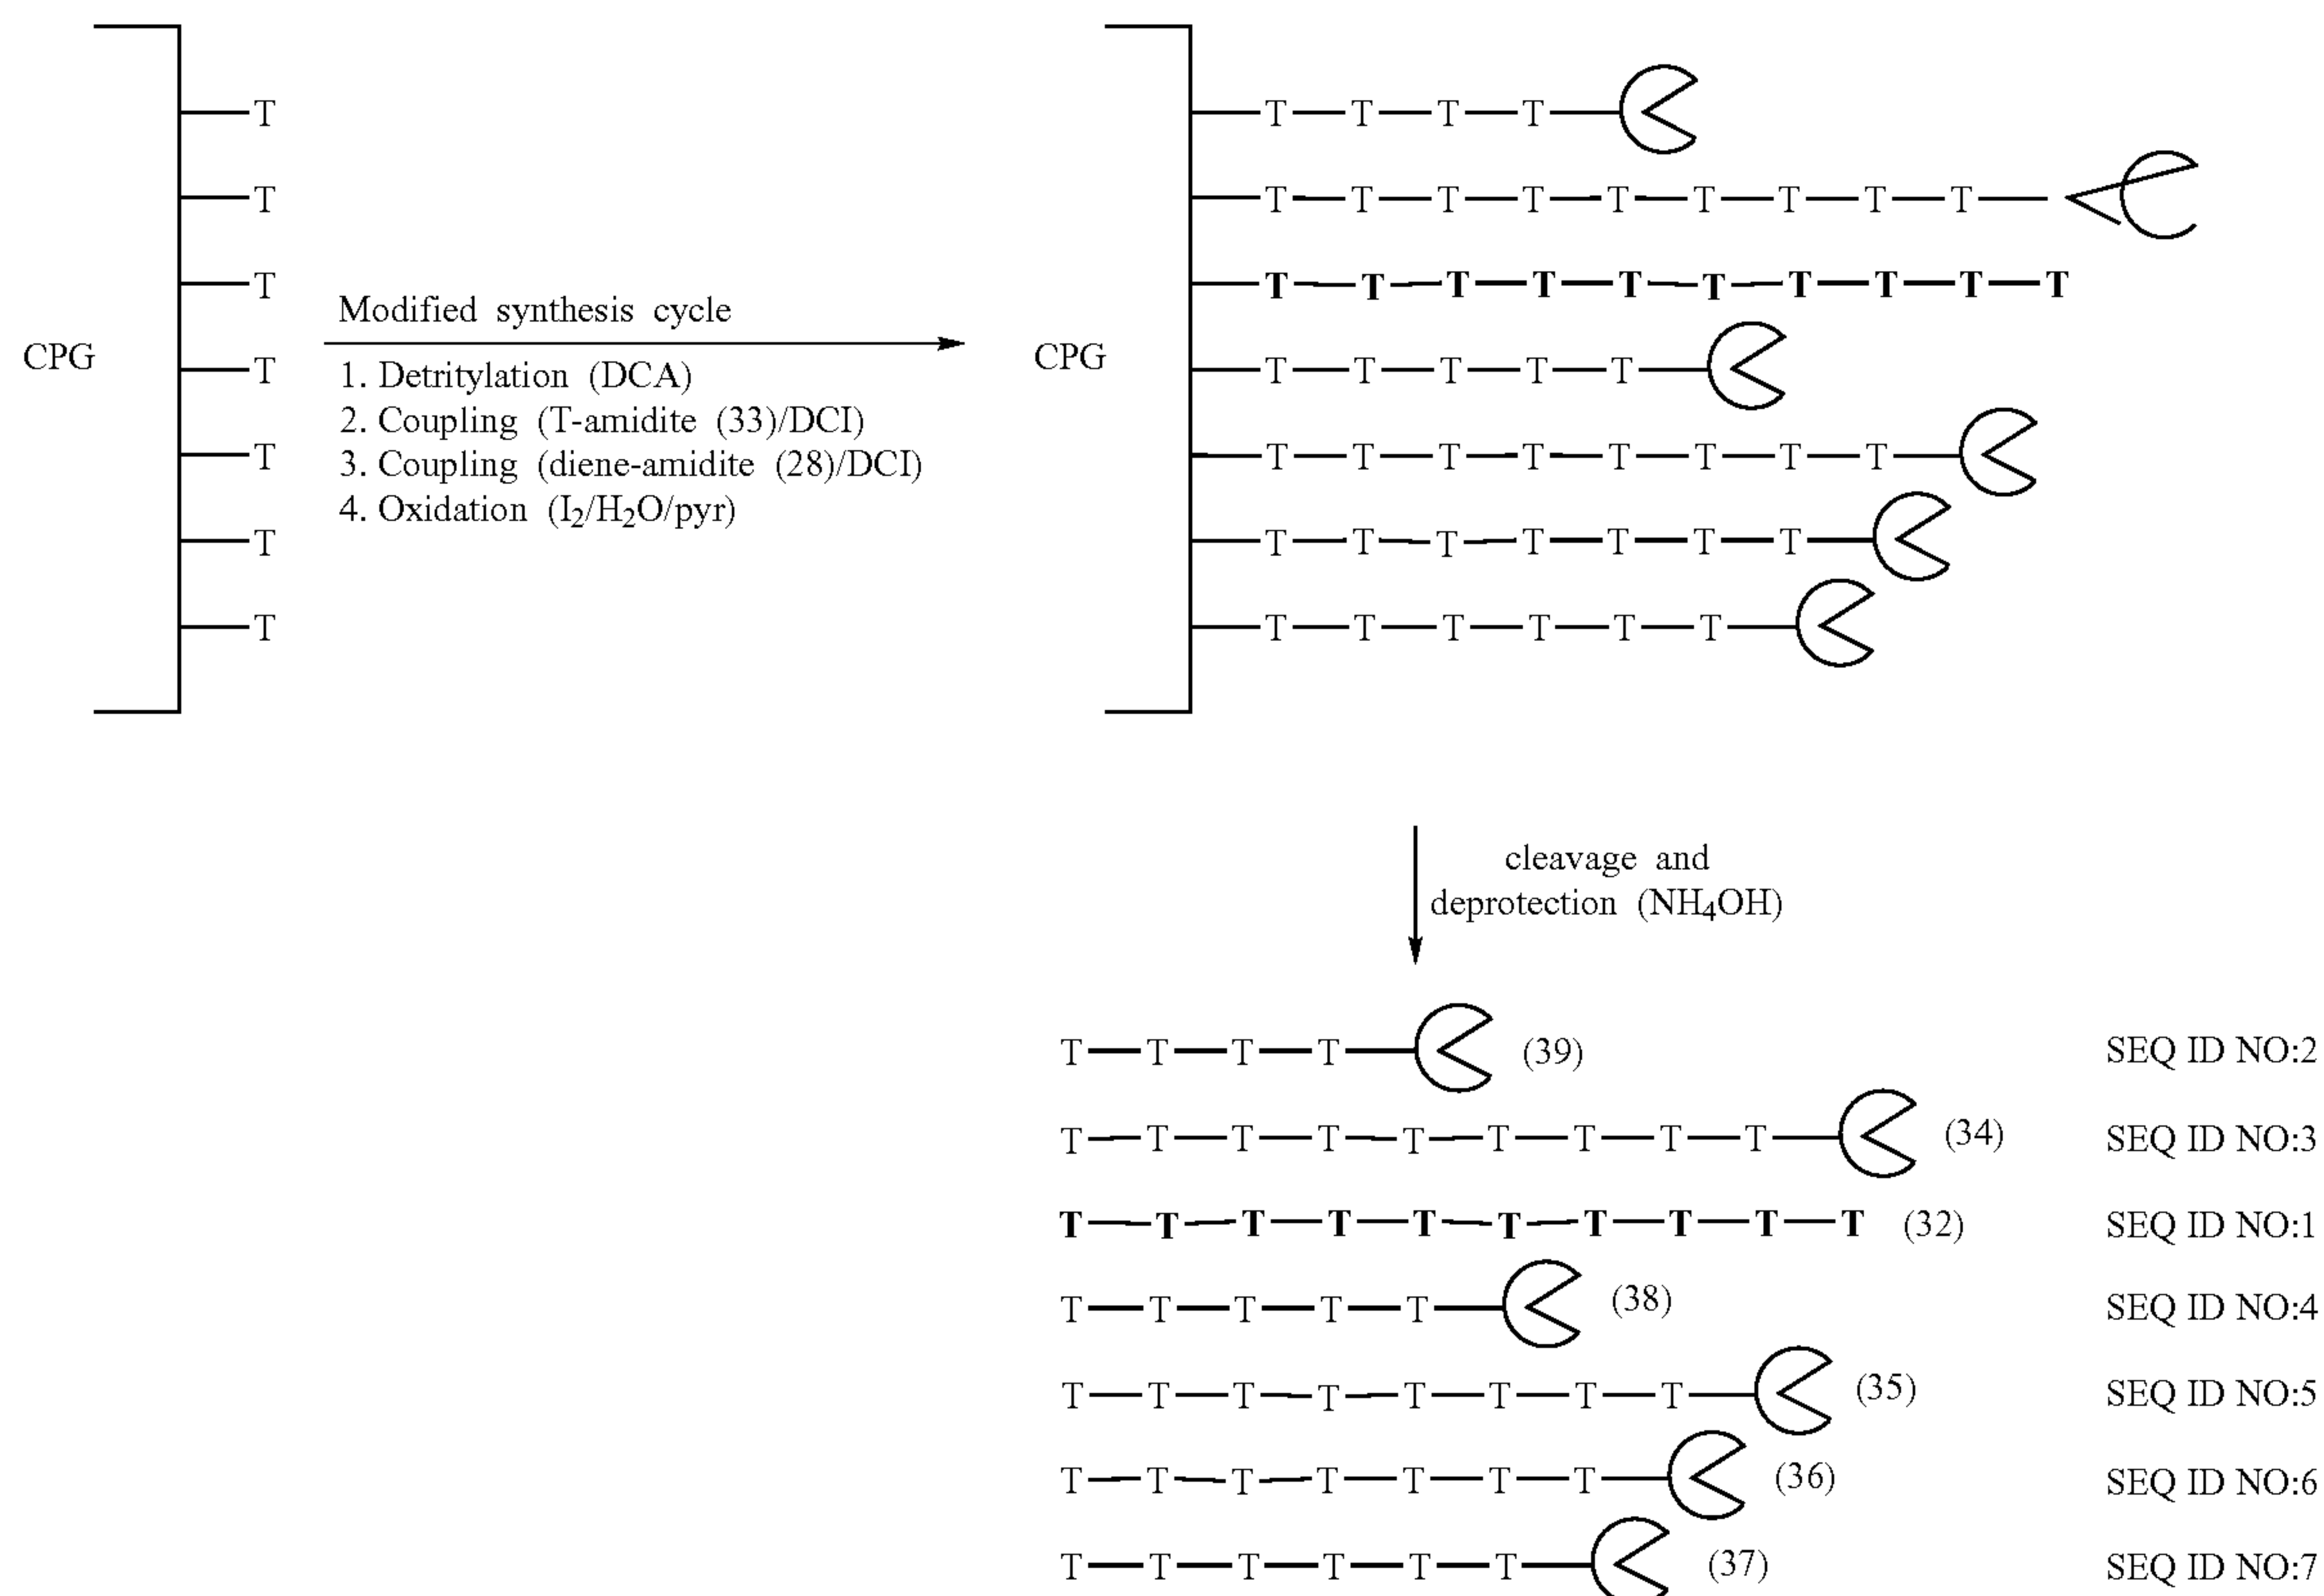 T
T
T
CPG
T
T
T
T
Modified synthesis cycle
1. Detritylation (DCA)
2. Coupling (T-amidite (33)/DCI)
3. Coupling (diene-amidite (28)/DCI)
4. Oxidation (I₂/H₂O/pyr)
CPG
T T T T
T T T T T T T T T
T T T T T T T T T T
T T T T T
T T T T T T T T
T T T T T T T
T T T T T T
cleavage and
deprotection (NH₄OH)
T T T T (39) SEQ ID NO:2
T T T T T T T T T (34) SEQ ID NO:3
T T T T T T T T T T (32) SEQ ID NO:1
T T T T T (38) SEQ ID NO:4
T T T T T T T T (35) SEQ ID NO:5
T T T T T T T (36) SEQ ID NO:6
T T T T T T (37) SEQ ID NO:7